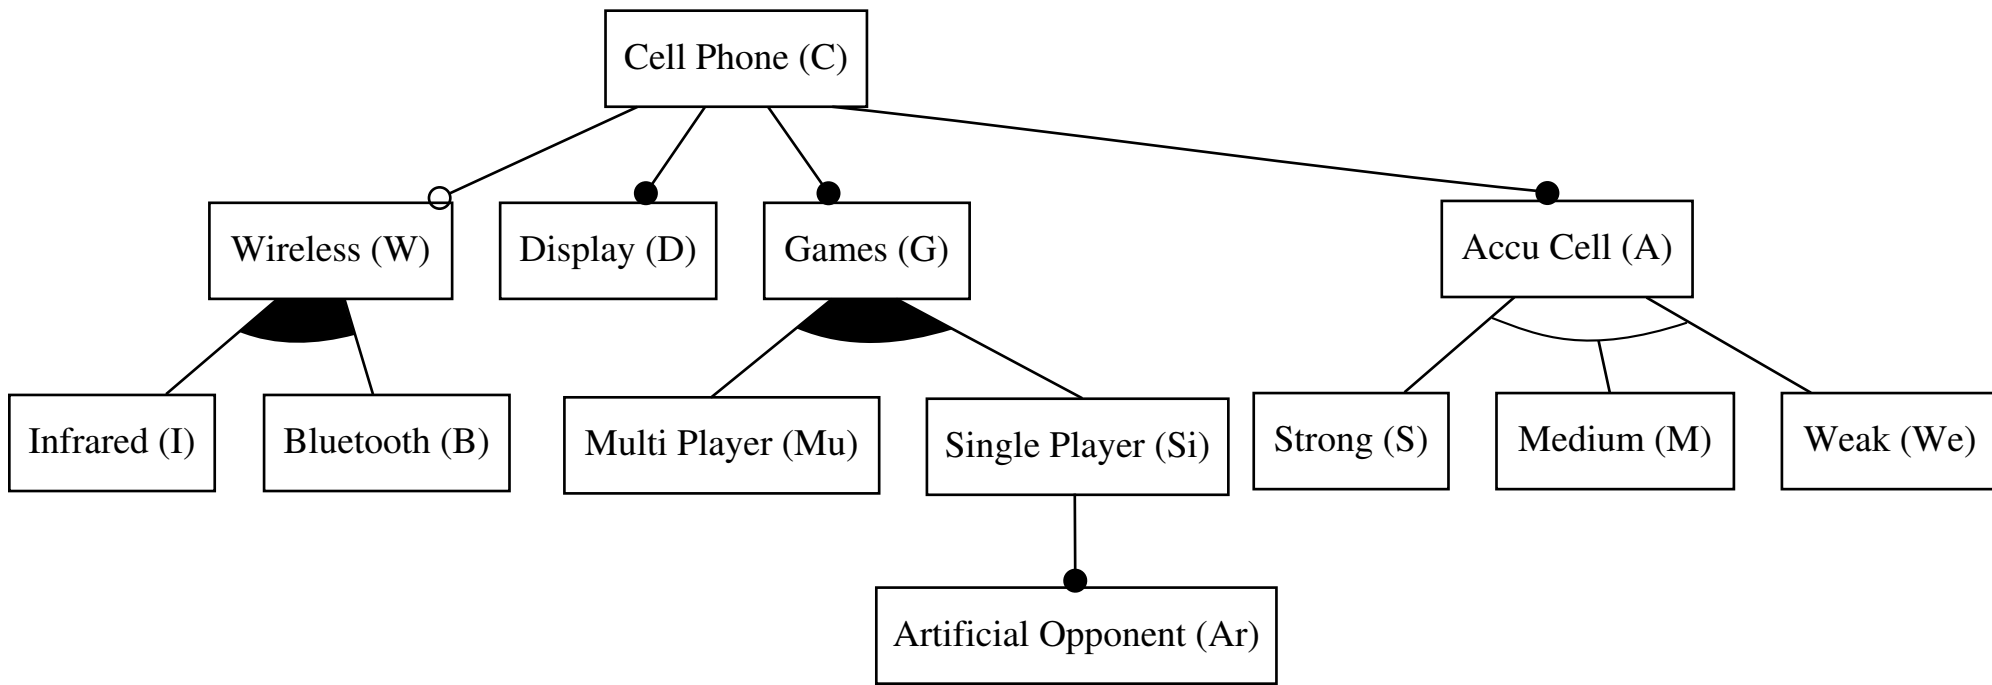 Cell Phone (C)
Wireless (W)
Display (D)
Games (G)
Accu Cell (A)
Infrared (I)
Bluetooth (B)
Multi Player (Mu)
Single Player (Si)
Strong (S)
Medium (M)
Weak (We)
Artificial Opponent (Ar)